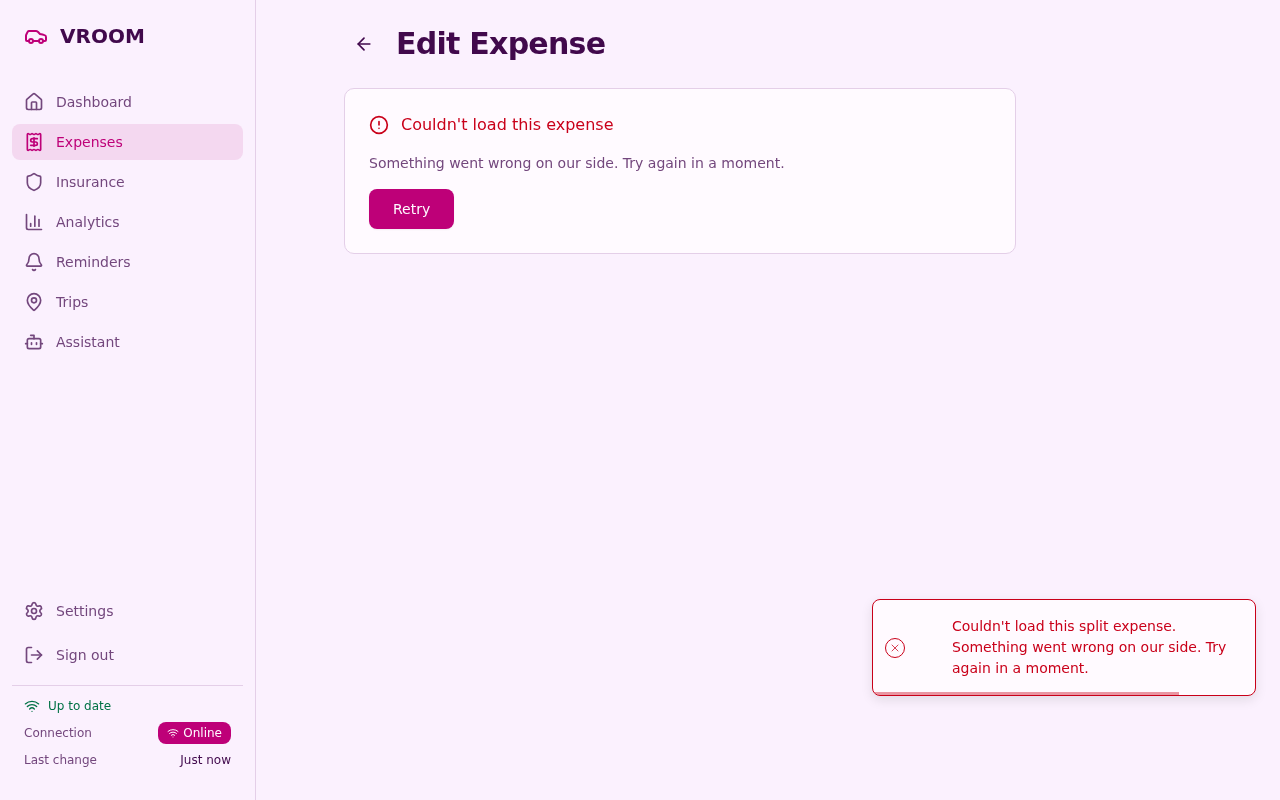 VROOM
Dashboard
Expenses
Insurance
Analytics
Reminders
Trips
Assistant
Settings
Sign out
Up to date
Connection Online
Last change Just now
Edit Expense
Couldn't load this expense
Something went wrong on our side. Try again in a moment.
Retry
Couldn't load this split expense.
Something went wrong on our side. Try
again in a moment.